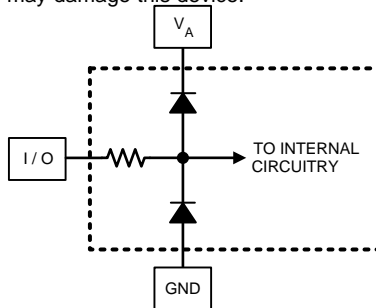 may damage this device.
V_A
I / O
TO INTERNAL
CIRCUITRY
GND